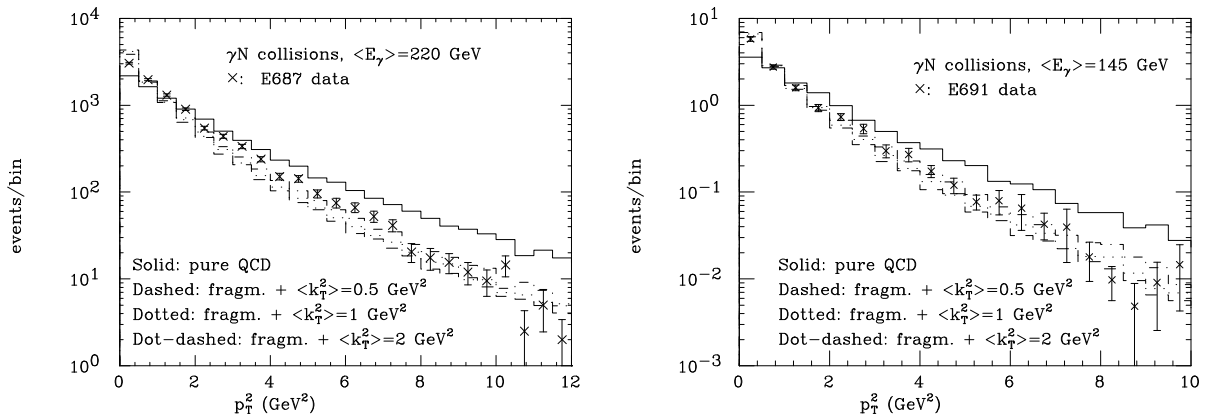 γN collisions, <E_γ>=220 GeV
×: E687 data
events/bin
10^4
10^3
10^2
10^1
10^0
Solid: pure QCD
Dashed: fragm. + <k_T^2>=0.5 GeV^2
Dotted: fragm. + <k_T^2>=1 GeV^2
Dot-dashed: fragm. + <k_T^2>=2 GeV^2
0 2 4 6 8 10 12
p_T^2 (GeV^2)
γN collisions, <E_γ>=145 GeV
×: E691 data
events/bin
10^1
10^0
10^−1
10^−2
10^−3
Solid: pure QCD
Dashed: fragm. + <k_T^2>=0.5 GeV^2
Dotted: fragm. + <k_T^2>=1 GeV^2
Dot-dashed: fragm. + <k_T^2>=2 GeV^2
0 2 4 6 8 10
p_T^2 (GeV^2)